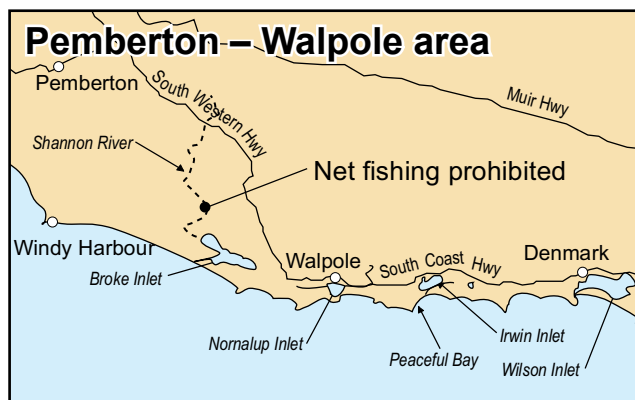 Pemberton – Walpole area
Pemberton
South Western Hwy
Muir Hwy
Shannon River
Net fishing prohibited
Windy Harbour
Broke Inlet
Walpole
South Coast Hwy
Denmark
Nornalup Inlet
Peaceful Bay
Irwin Inlet
Wilson Inlet